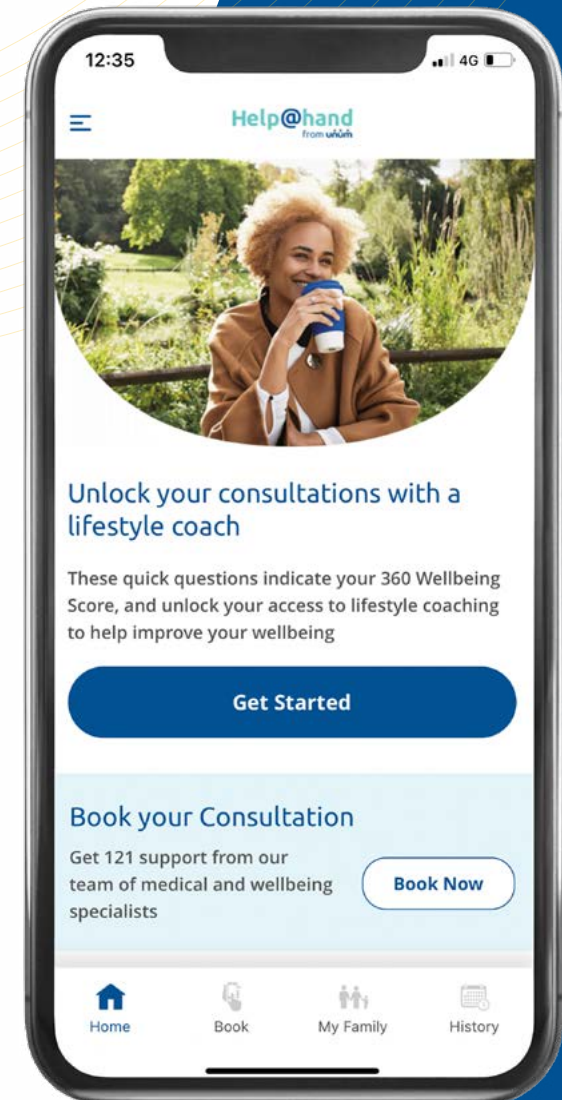 12:35
4G
Help@hand
from unum
Unlock your consultations with a
lifestyle coach
These quick questions indicate your 360 Wellbeing
Score, and unlock your access to lifestyle coaching
to help improve your wellbeing
Get Started
Book your Consultation
Get 121 support from our
team of medical and wellbeing
specialists
Book Now
Home
Book
My Family
History